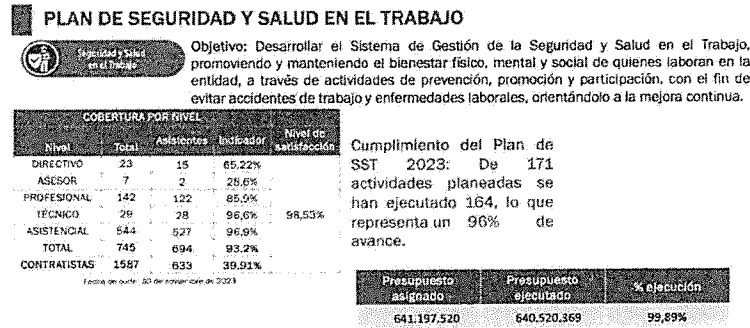 PLAN DE SEGURIDAD Y SALUD EN EL TRABAJO
Seguridad y Salud
en el Trabajo
Objetivo: Desarrollar el Sistema de Gestión de la Seguridad y Salud en el Trabajo,
promoviendo y manteniendo el bienestar físico, mental y social de quienes laboran en la
entidad, a través de actividades de prevención, promoción y participación, con el fin de
evitar accidentes de trabajo y enfermedades laborales, orientándolo a la mejora continua.
COBERTURA POR NIVEL
Nivel Total Asistentes Indicador Nivel de satisfacción
DIRECTIVO 23 15 65,22%
ASESOR 7 2 28,6%
PROFESIONAL 142 122 85,9%
TÉCNICO 29 28 96,6% 98,53%
ASISTENCIAL 544 527 96,9%
TOTAL 745 694 93.2%
CONTRATISTAS 1587 633 39,91%
Fecha de corte: 30 de noviembre de 2023
Cumplimiento del Plan de
SST 2023: De 171
actividades planeadas se
han ejecutado 164, lo que
representa un 96% de
avance.
Presupuesto asignado Presupuesto ejecutado % ejecución
641.197.520 640.520.369 99,89%